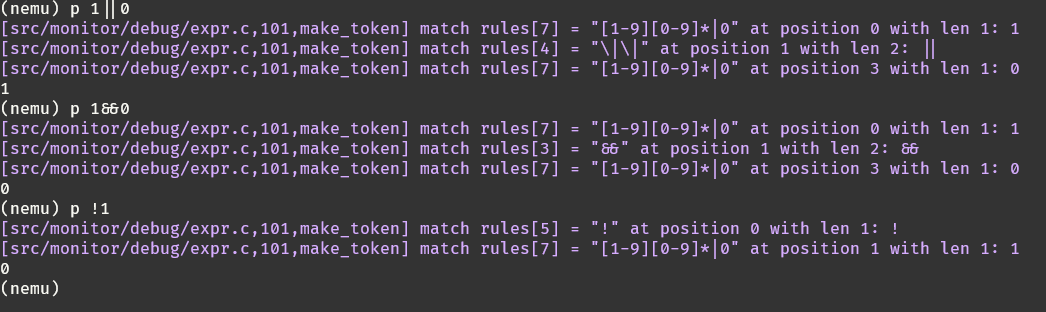 (nemu) p 1||0
[src/monitor/debug/expr.c,101,make_token] match rules[7] = "[1-9][0-9]*|0" at position 0 with len 1: 1
[src/monitor/debug/expr.c,101,make_token] match rules[4] = "\|\|" at position 1 with len 2: ||
[src/monitor/debug/expr.c,101,make_token] match rules[7] = "[1-9][0-9]*|0" at position 3 with len 1: 0
1
(nemu) p 1&&0
[src/monitor/debug/expr.c,101,make_token] match rules[7] = "[1-9][0-9]*|0" at position 0 with len 1: 1
[src/monitor/debug/expr.c,101,make_token] match rules[3] = "&&" at position 1 with len 2: &&
[src/monitor/debug/expr.c,101,make_token] match rules[7] = "[1-9][0-9]*|0" at position 3 with len 1: 0
0
(nemu) p !1
[src/monitor/debug/expr.c,101,make_token] match rules[5] = "!" at position 0 with len 1: !
[src/monitor/debug/expr.c,101,make_token] match rules[7] = "[1-9][0-9]*|0" at position 1 with len 1: 1
0
(nemu)